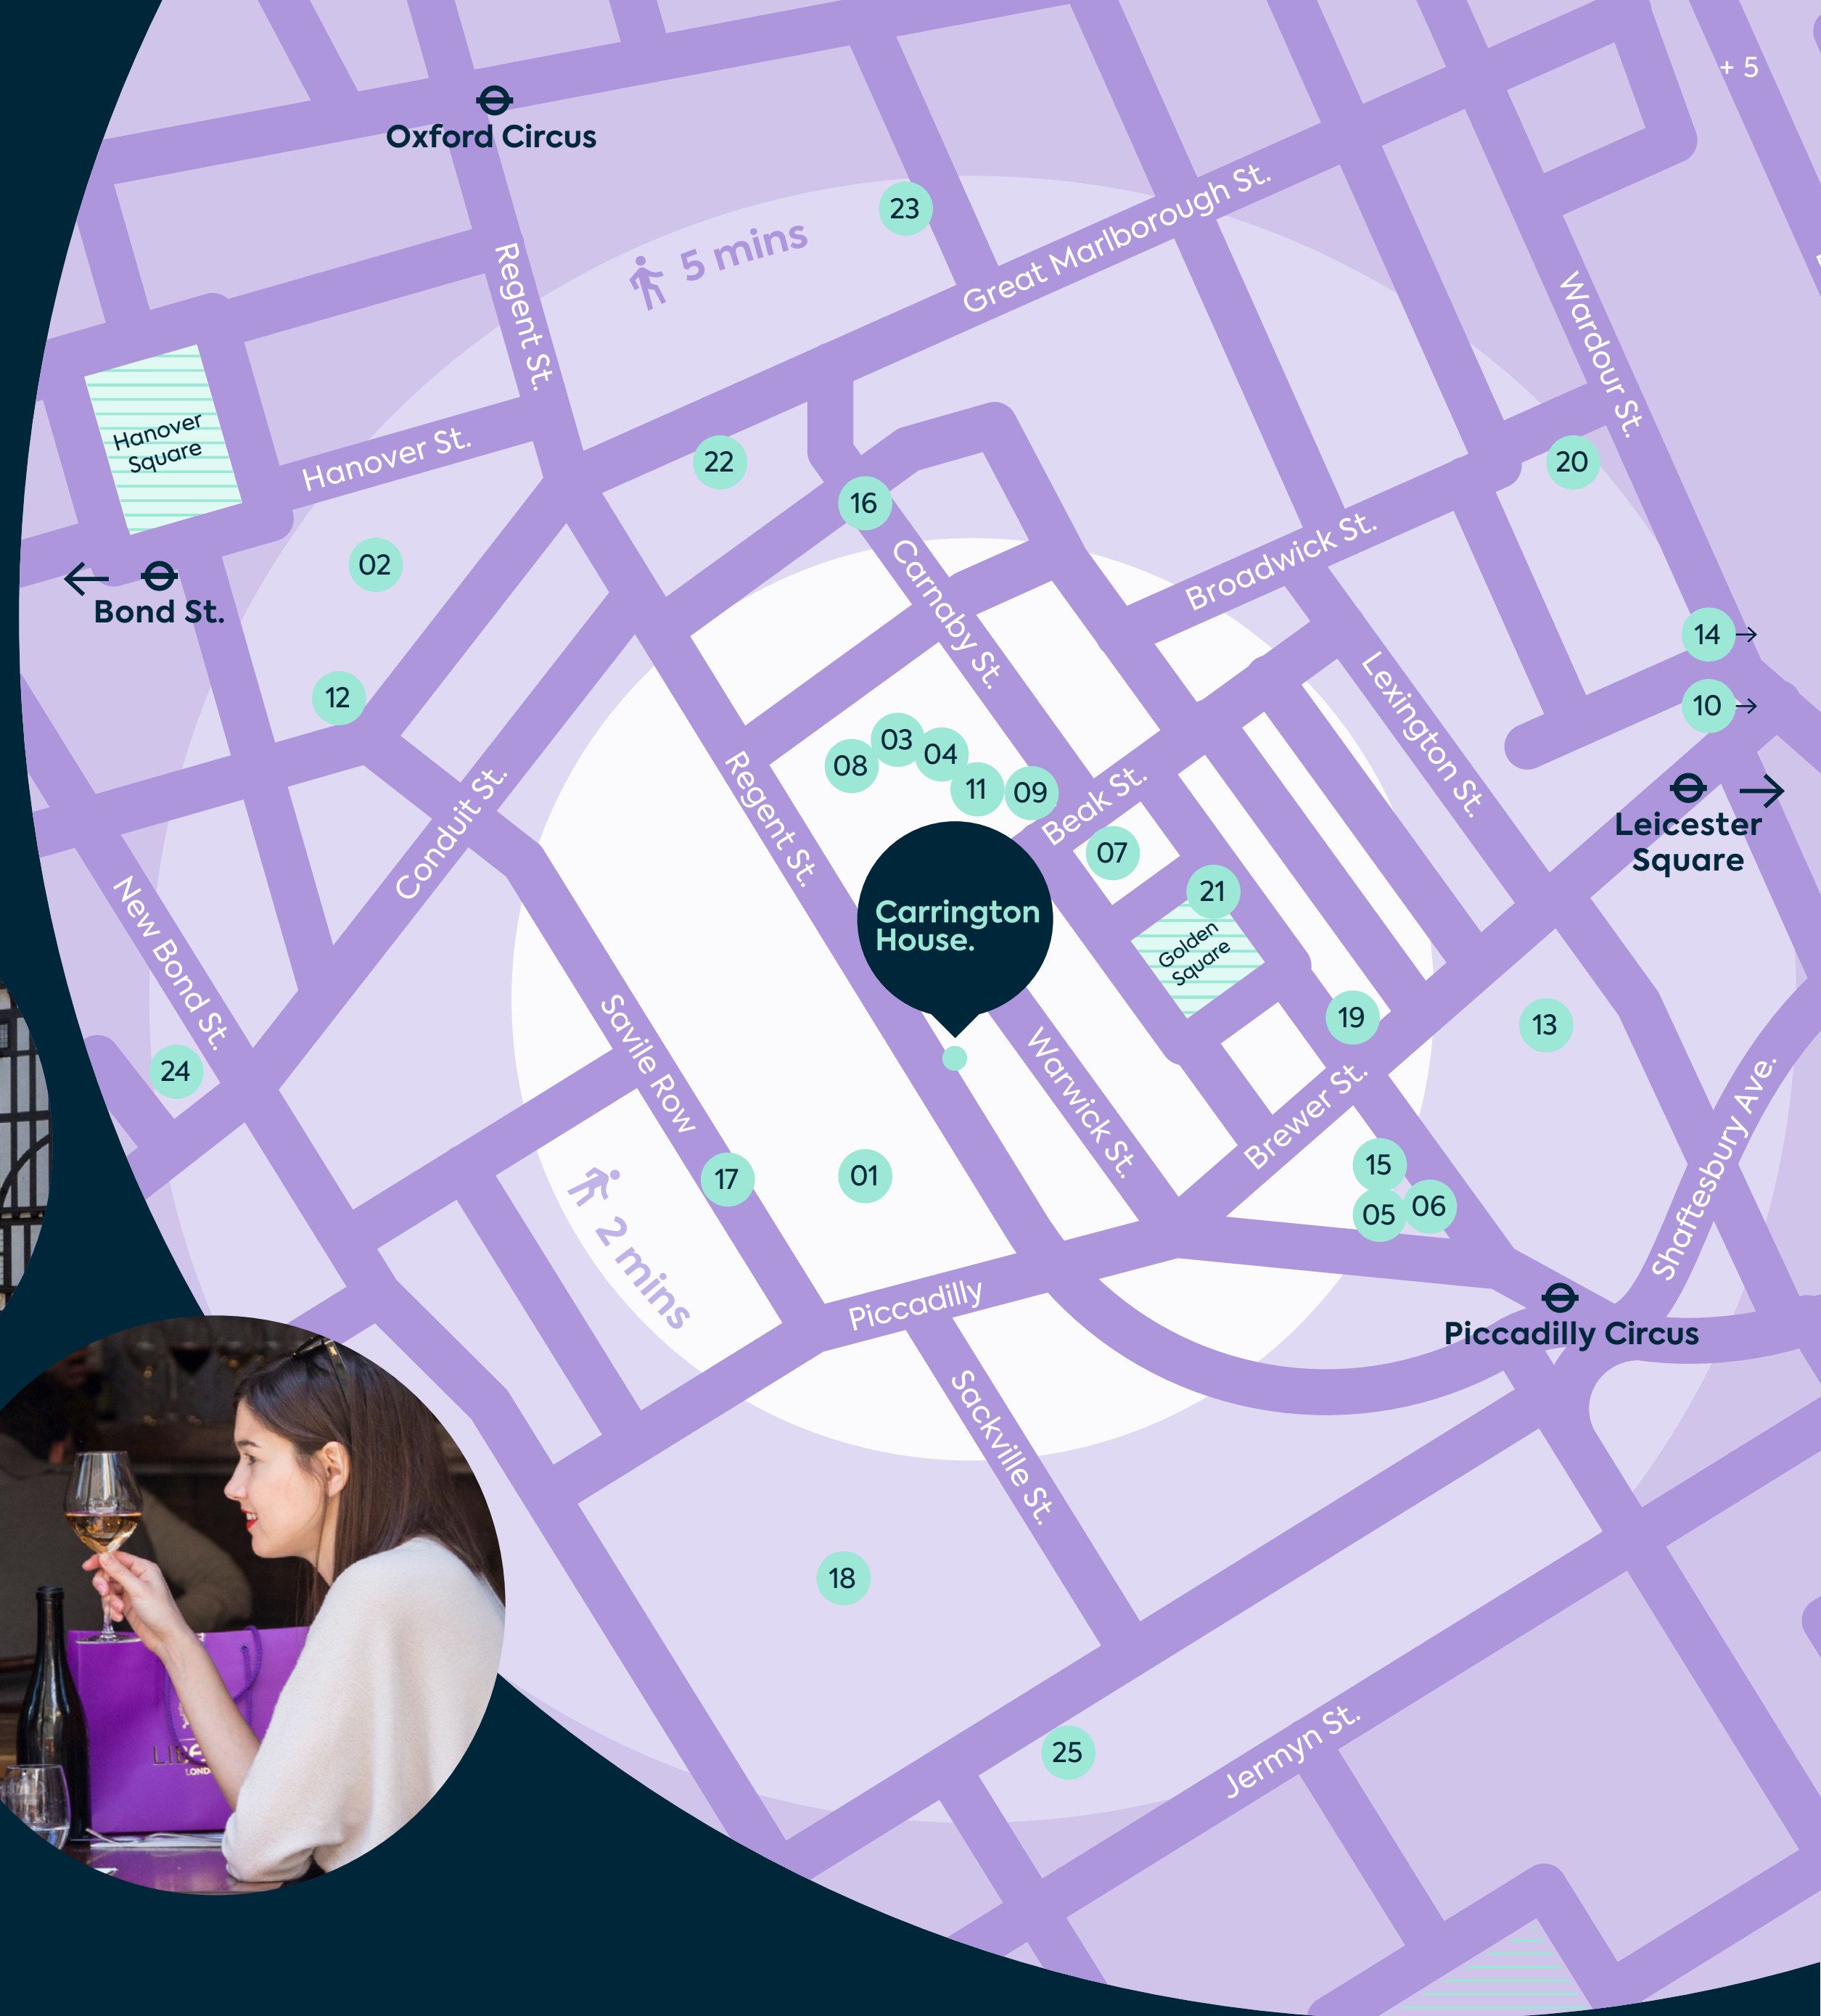 + 5
Oxford Circus
23
5 mins
Great Marlborough St.
Regent St.
Wardour St.
Hanover
Square
Hanover St.
22
20
16
02
Bond St.
Carnaby St.
Broadwick St.
14
12
10
Lexington St.
03
04
08
11
09
Regent St.
Beak St.
Conduit St.
Leicester
Square
07
21
Carrington
House.
Golden
Square
New Bond St.
19
13
24
Savile Row
Warwick St.
Brewer St.
Shaftesbury Ave.
17
01
15
05
06
2 mins
Piccadilly
Piccadilly Circus
Sackville St.
18
25
Jermyn St.